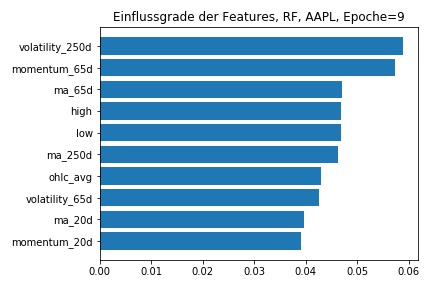 Einflussgrade der Features, RF, AAPL, Epoche=9
volatility_250d
momentum_65d
ma_65d
high
low
ma_250d
ohlc_avg
volatility_65d
ma_20d
momentum_20d
0.00 0.01 0.02 0.03 0.04 0.05 0.06